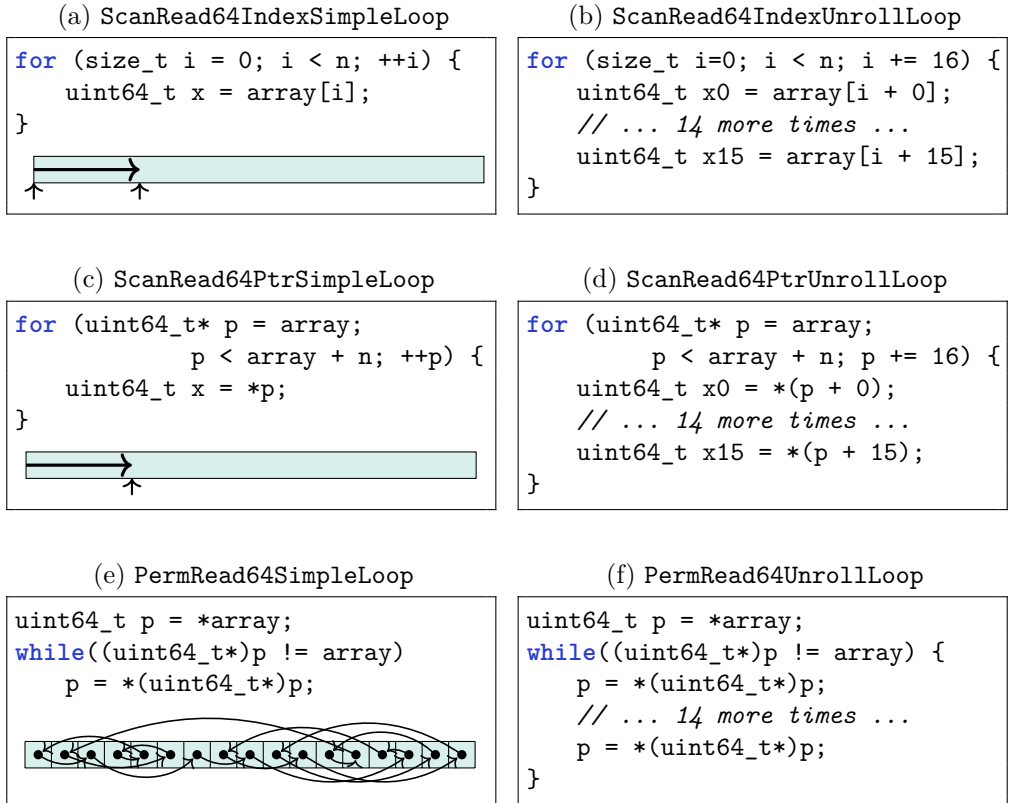 (a) ScanRead64IndexSimpleLoop
for (size_t i = 0; i < n; ++i) {
    uint64_t x = array[i];
}
(b) ScanRead64IndexUnrollLoop
for (size_t i=0; i < n; i += 16) {
    uint64_t x0 = array[i + 0];
    // ... 14 more times ...
    uint64_t x15 = array[i + 15];
}
(c) ScanRead64PtrSimpleLoop
for (uint64_t* p = array;
            p < array + n; ++p) {
    uint64_t x = *p;
}
(d) ScanRead64PtrUnrollLoop
for (uint64_t* p = array;
          p < array + n; p += 16) {
    uint64_t x0 = *(p + 0);
    // ... 14 more times ...
    uint64_t x15 = *(p + 15);
}
(e) PermRead64SimpleLoop
uint64_t p = *array;
while((uint64_t*)p != array)
    p = *(uint64_t*)p;
(f) PermRead64UnrollLoop
uint64_t p = *array;
while((uint64_t*)p != array) {
    p = *(uint64_t*)p;
    // ... 14 more times ...
    p = *(uint64_t*)p;
}